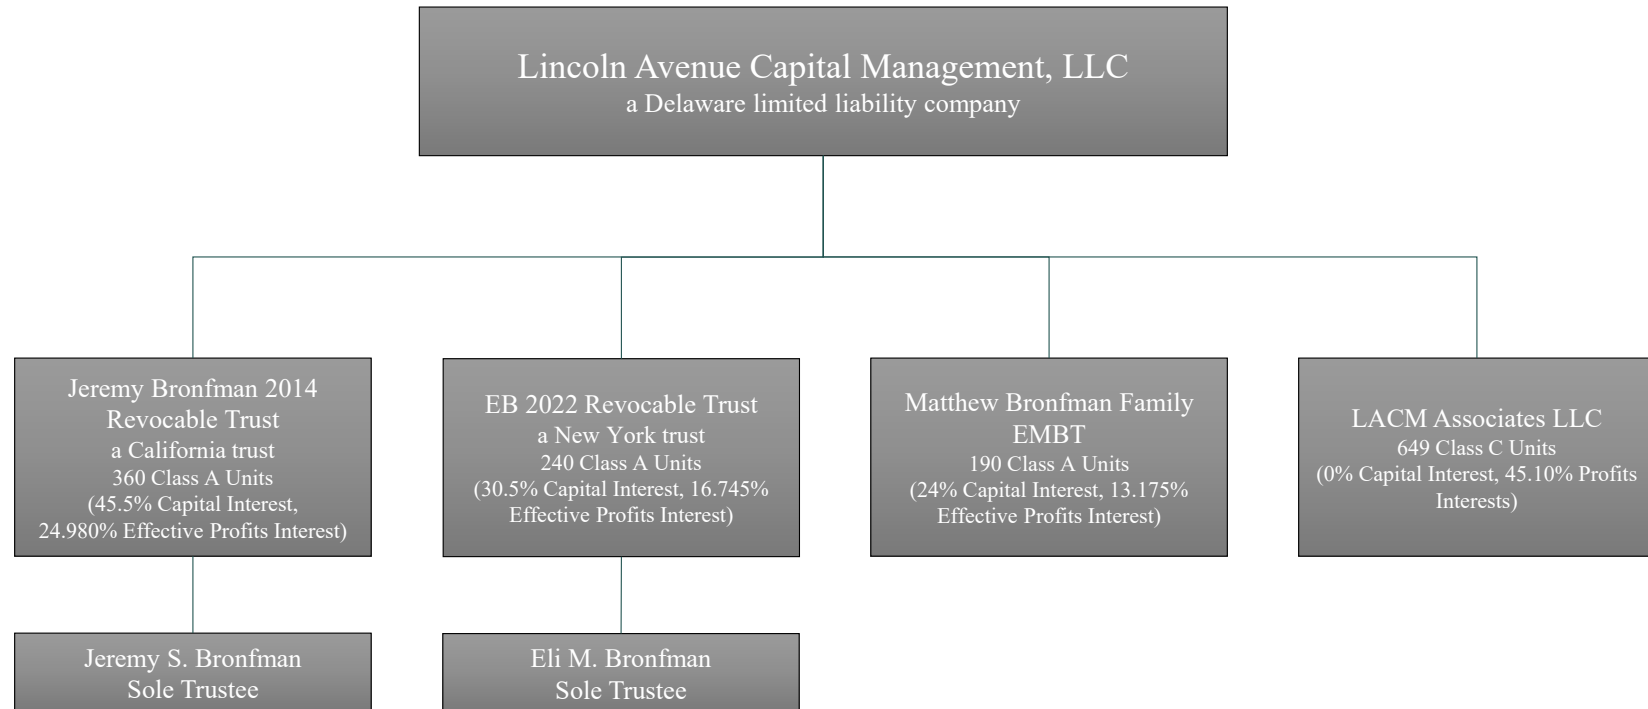 Lincoln Avenue Capital Management, LLC
a Delaware limited liability company
Jeremy Bronfman 2014
Revocable Trust
a California trust
360 Class A Units
(45.5% Capital Interest,
24.980% Effective Profits Interest)
EB 2022 Revocable Trust
a New York trust
240 Class A Units
(30.5% Capital Interest, 16.745%
Effective Profits Interest)
Matthew Bronfman Family
EMBT
190 Class A Units
(24% Capital Interest, 13.175%
Effective Profits Interest)
LACM Associates LLC
649 Class C Units
(0% Capital Interest, 45.10% Profits
Interests)
Jeremy S. Bronfman
Sole Trustee
Eli M. Bronfman
Sole Trustee